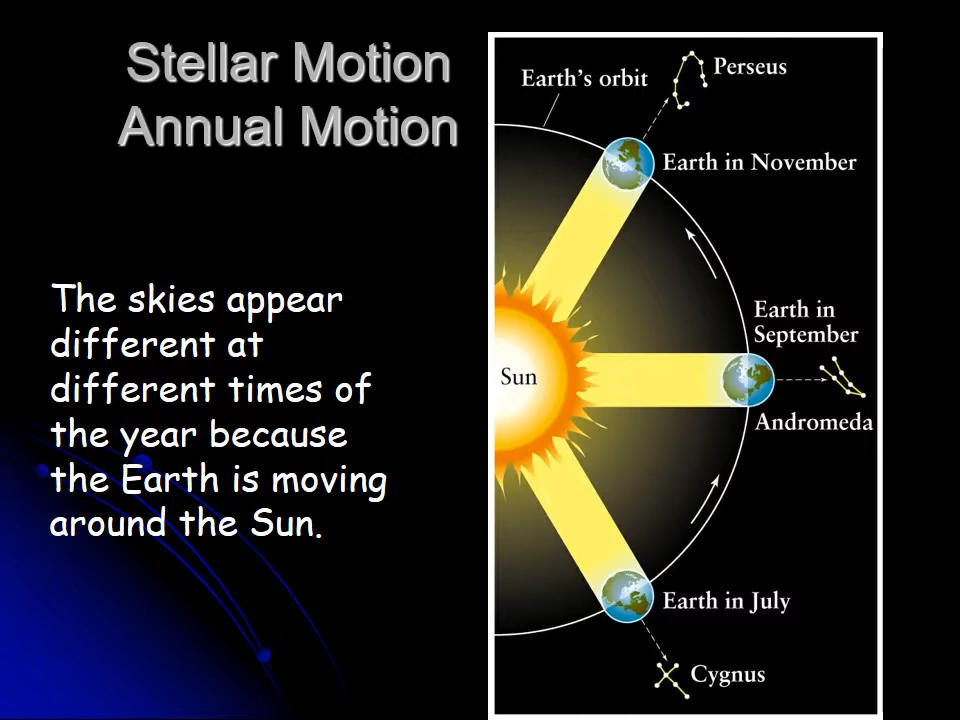 Stellar Motion
Annual Motion
The skies appear
different at
different times of
the year because
the Earth is moving
around the Sun.
Earth's orbit
Perseus
Earth in November
Earth in
September
Sun
Andromeda
Earth in July
Cygnus